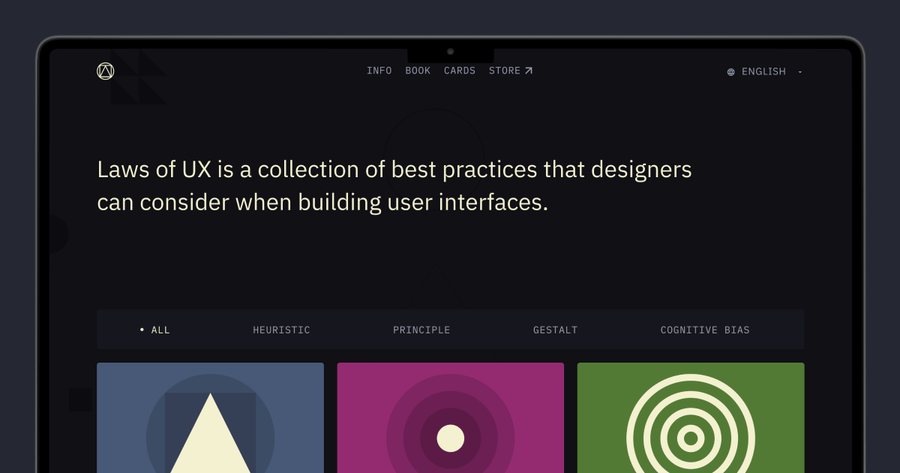 INFO BOOK CARDS STORE
ENGLISH
Laws of UX is a collection of best practices that designers
can consider when building user interfaces.
ALL HEURISTIC PRINCIPLE GESTALT COGNITIVE BIAS